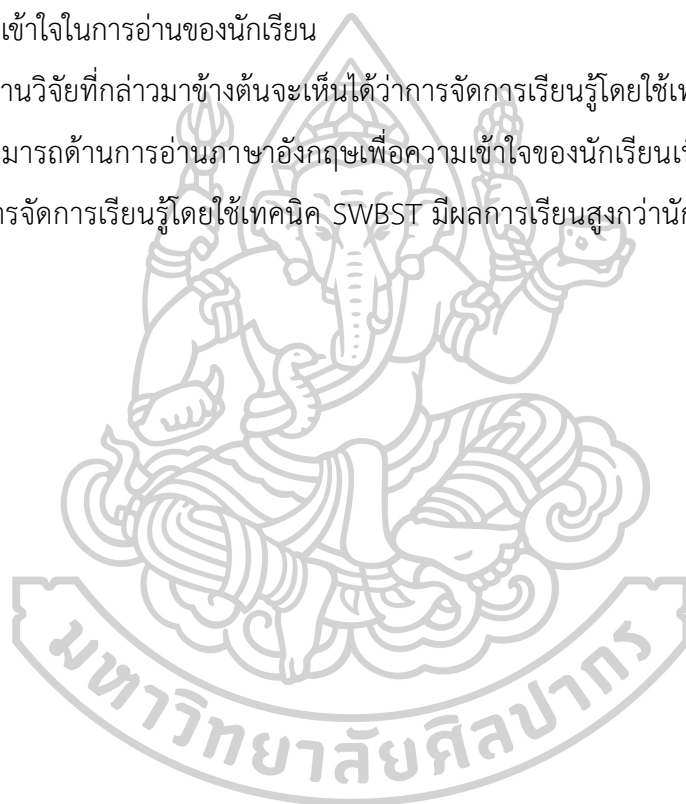 เข้าใจในการอ่านของนักเรียน
านวิจัยที่กล่าวมาข้างต้นจะเห็นได้ว่าการจัดการเรียนรู้โดยใช้เท
มารถด้านการอ่านภาษาอังกฤษเพื่อความเข้าใจของนักเรียนเ
ารจัดการเรียนรู้โดยใช้เทคนิค SWBST มีผลการเรียนสูงกว่านั
มหาวิทยาลัยศิลปากร